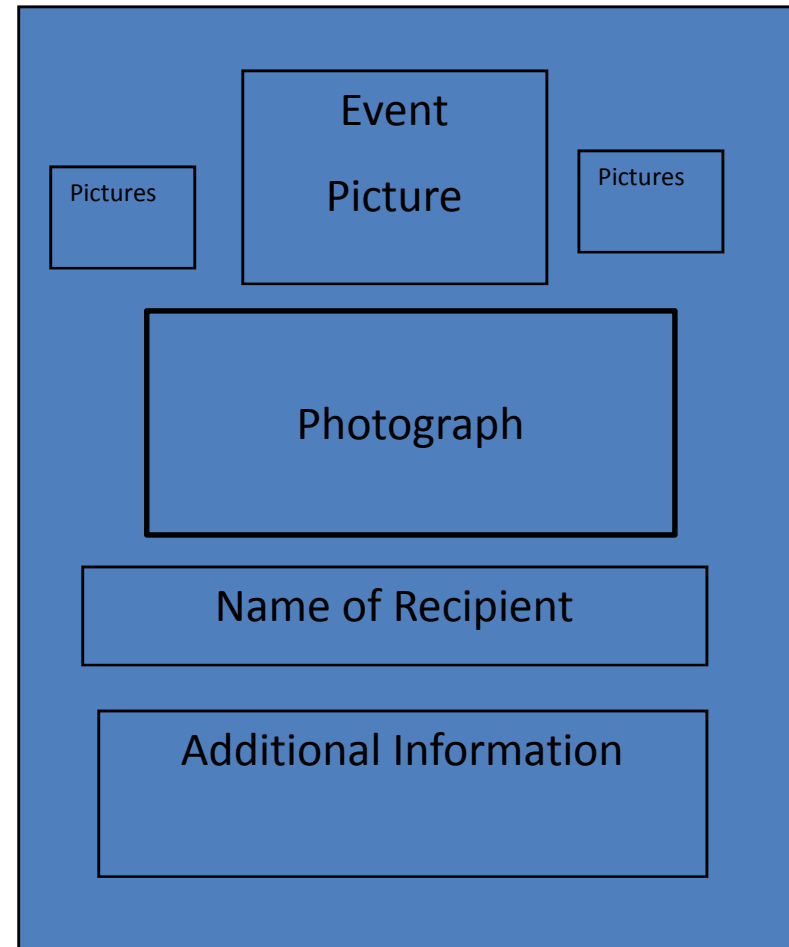 Event
Picture
Pictures
Pictures
Photograph
Name of Recipient
Additional Information